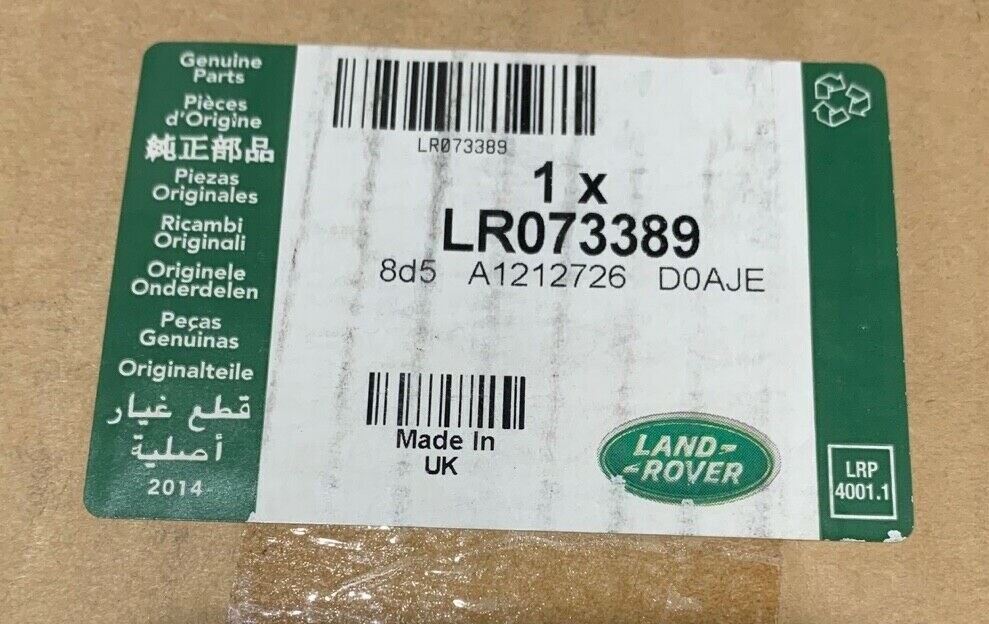 Genuine
Parts
Pièces
d'Origine
純正部品
Piezas
Originales
Ricambi
Originali
Originele
Onderdelen
Peças
Genuinas
Originalteile
قطع غيار
أصلية
2014
LR073389
1 x
LR073389
8d5 A1212726 D0AJE
Made In
UK
LAND-
-ROVER
LRP
4001.1